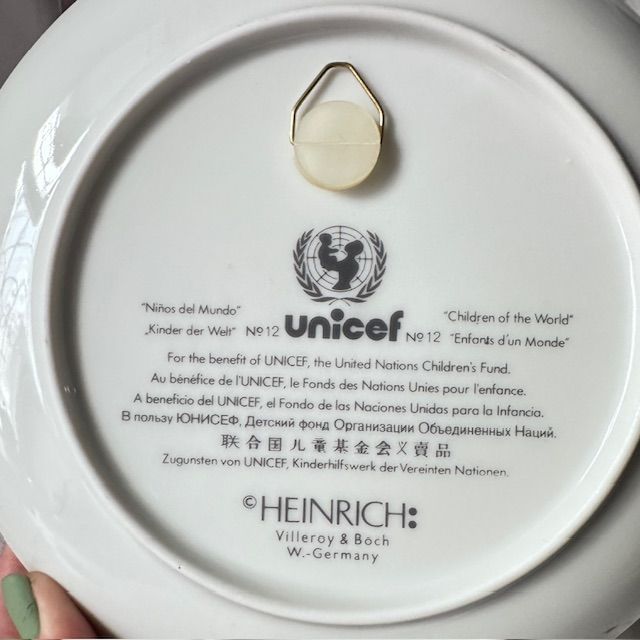 unicef
"Niños del Mundo" "Children of the World"
„Kinder der Welt" №12 №12 "Enfants d'un Monde"
For the benefit of UNICEF, the United Nations Children's Fund.
Au bénéfice de l'UNICEF, le Fonds des Nations Unies pour l'enfance.
A beneficio del UNICEF, el Fondo de las Naciones Unidas para la Infancia.
В пользу ЮНИСЕФ, Детский фонд Организации Объединенных Наций.
联合国儿童基金会义賣品
Zugunsten von UNICEF, Kinderhilfswerk der Vereinten Nationen.
©HEINRICH:
Villeroy & Boch
W.-Germany